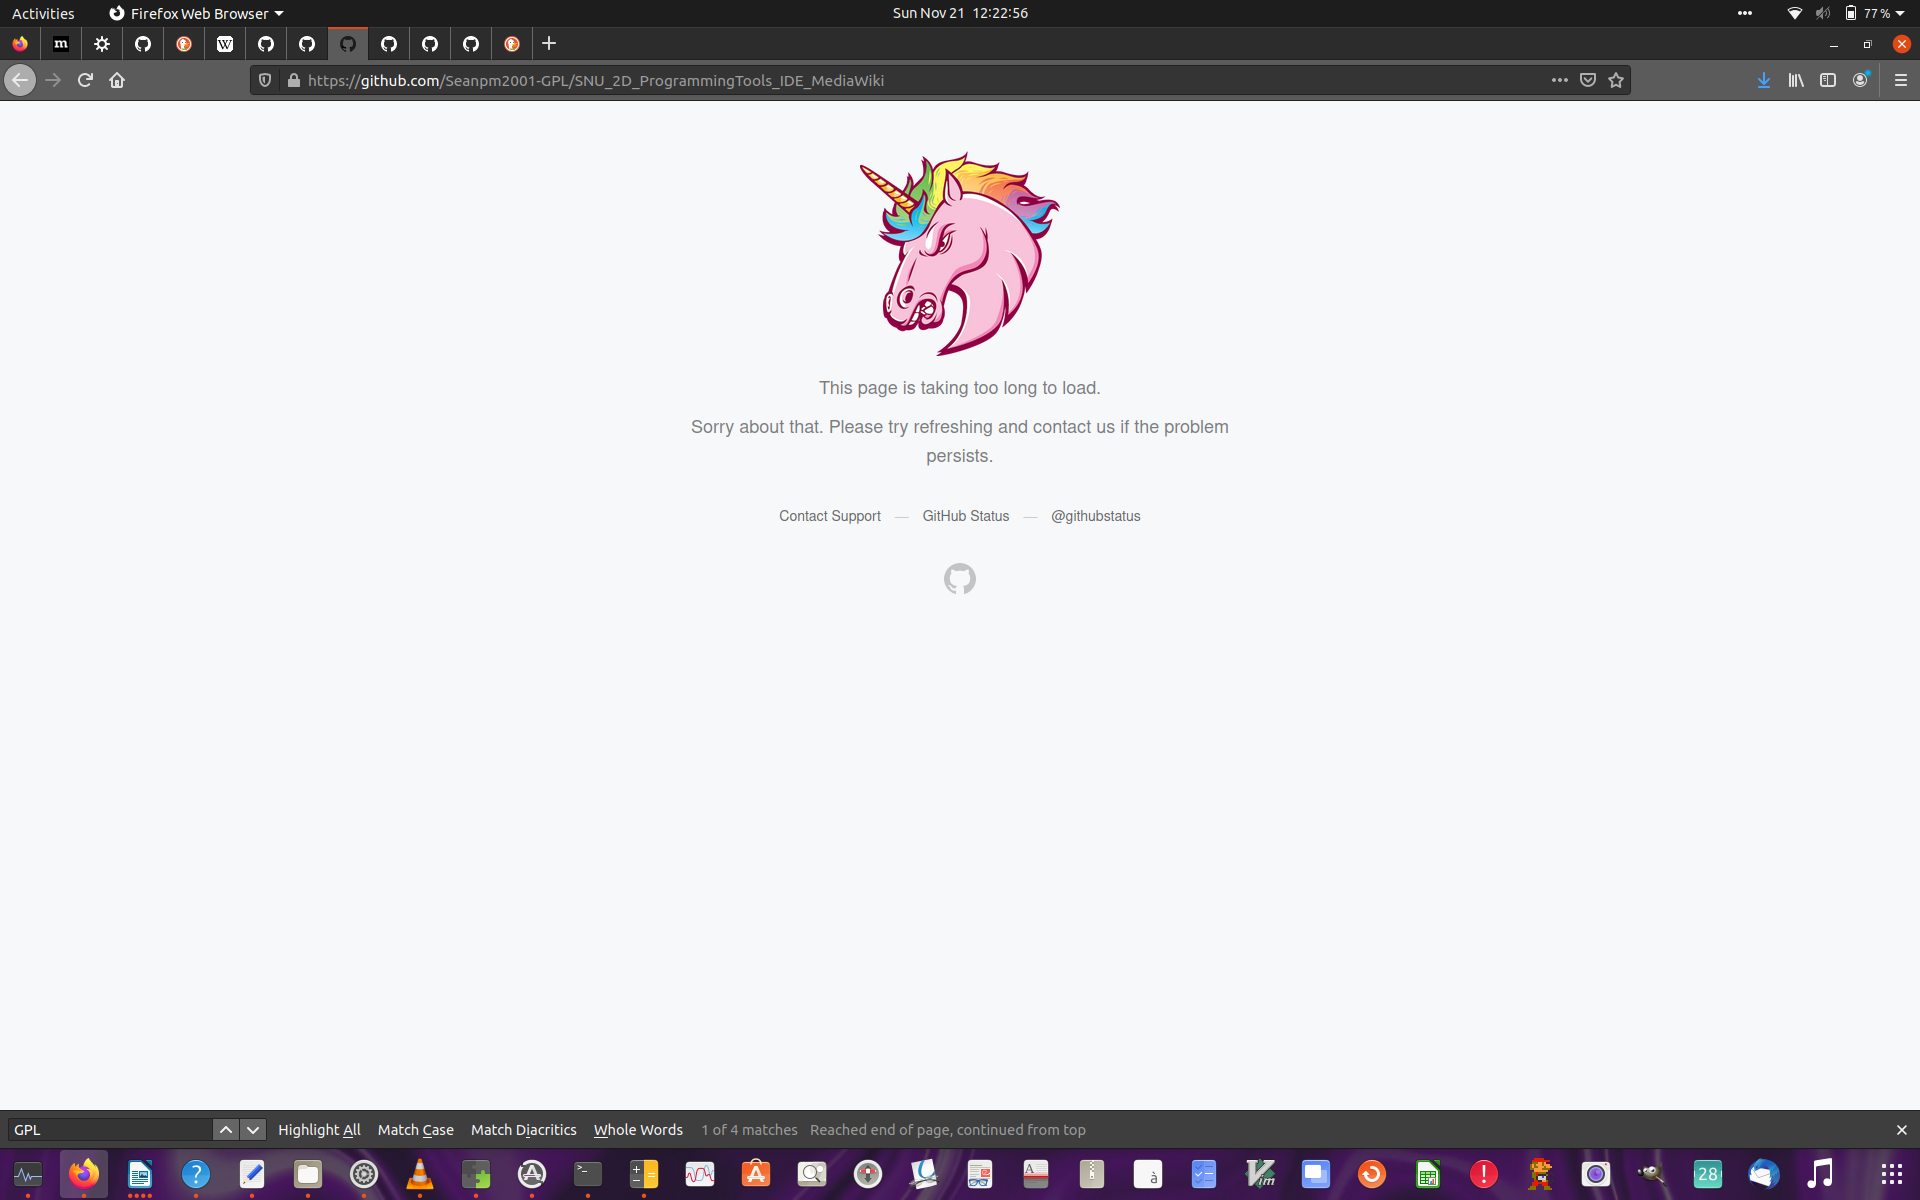 Activities
Firefox Web Browser
Sun Nov 21 12:22:56
77 %
m
W
https://github.com/Seanpm2001-GPL/SNU_2D_ProgrammingTools_IDE_MediaWiki
This page is taking too long to load.
Sorry about that. Please try refreshing and contact us if the problem
persists.
Contact Support — GitHub Status — @githubstatus
GPL
Highlight All
Match Case
Match Diacritics
Whole Words
1 of 4 matches
Reached end of page, continued from top
?
>_
A
à
Vim
!
28